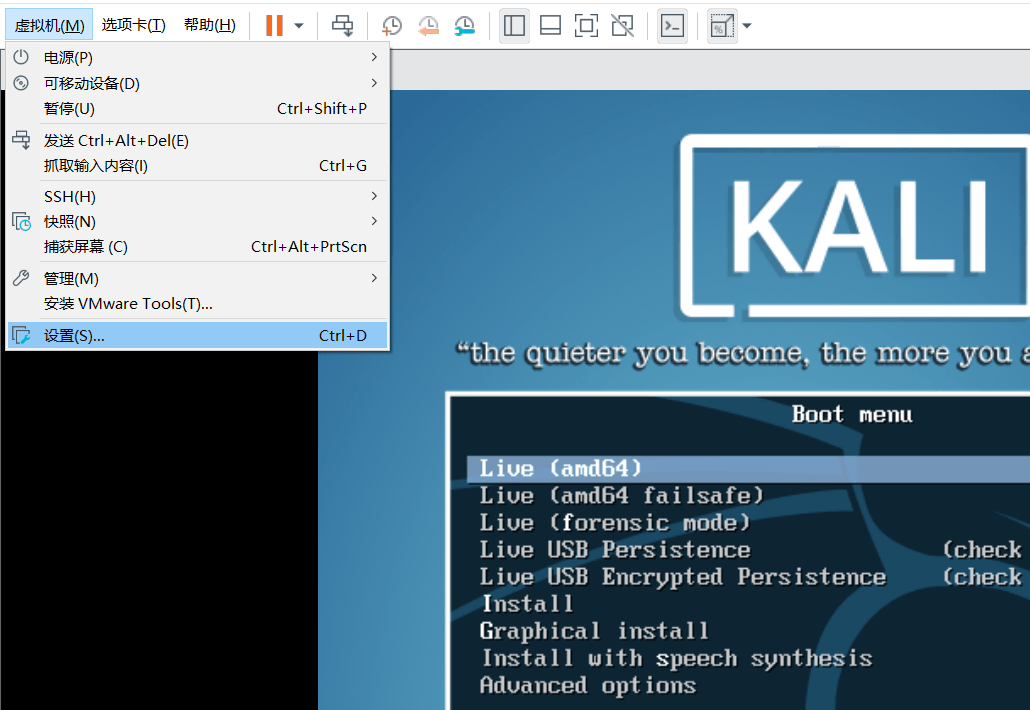 虚拟机(M) 选项卡(T) 帮助(H)
电源(P)
可移动设备(D)
暂停(U) Ctrl+Shift+P
发送 Ctrl+Alt+Del(E)
抓取输入内容(I) Ctrl+G
SSH(H)
快照(N)
捕获屏幕 (C) Ctrl+Alt+PrtScn
管理(M)
安装 VMware Tools(T)...
设置(S)... Ctrl+D
KALI
“the quieter you become, the more you a
Boot menu
Live (amd64)
Live (amd64 failsafe)
Live (forensic mode)
Live USB Persistence (check
Live USB Encrypted Persistence (check
Install
Graphical install
Install with speech synthesis
Advanced options